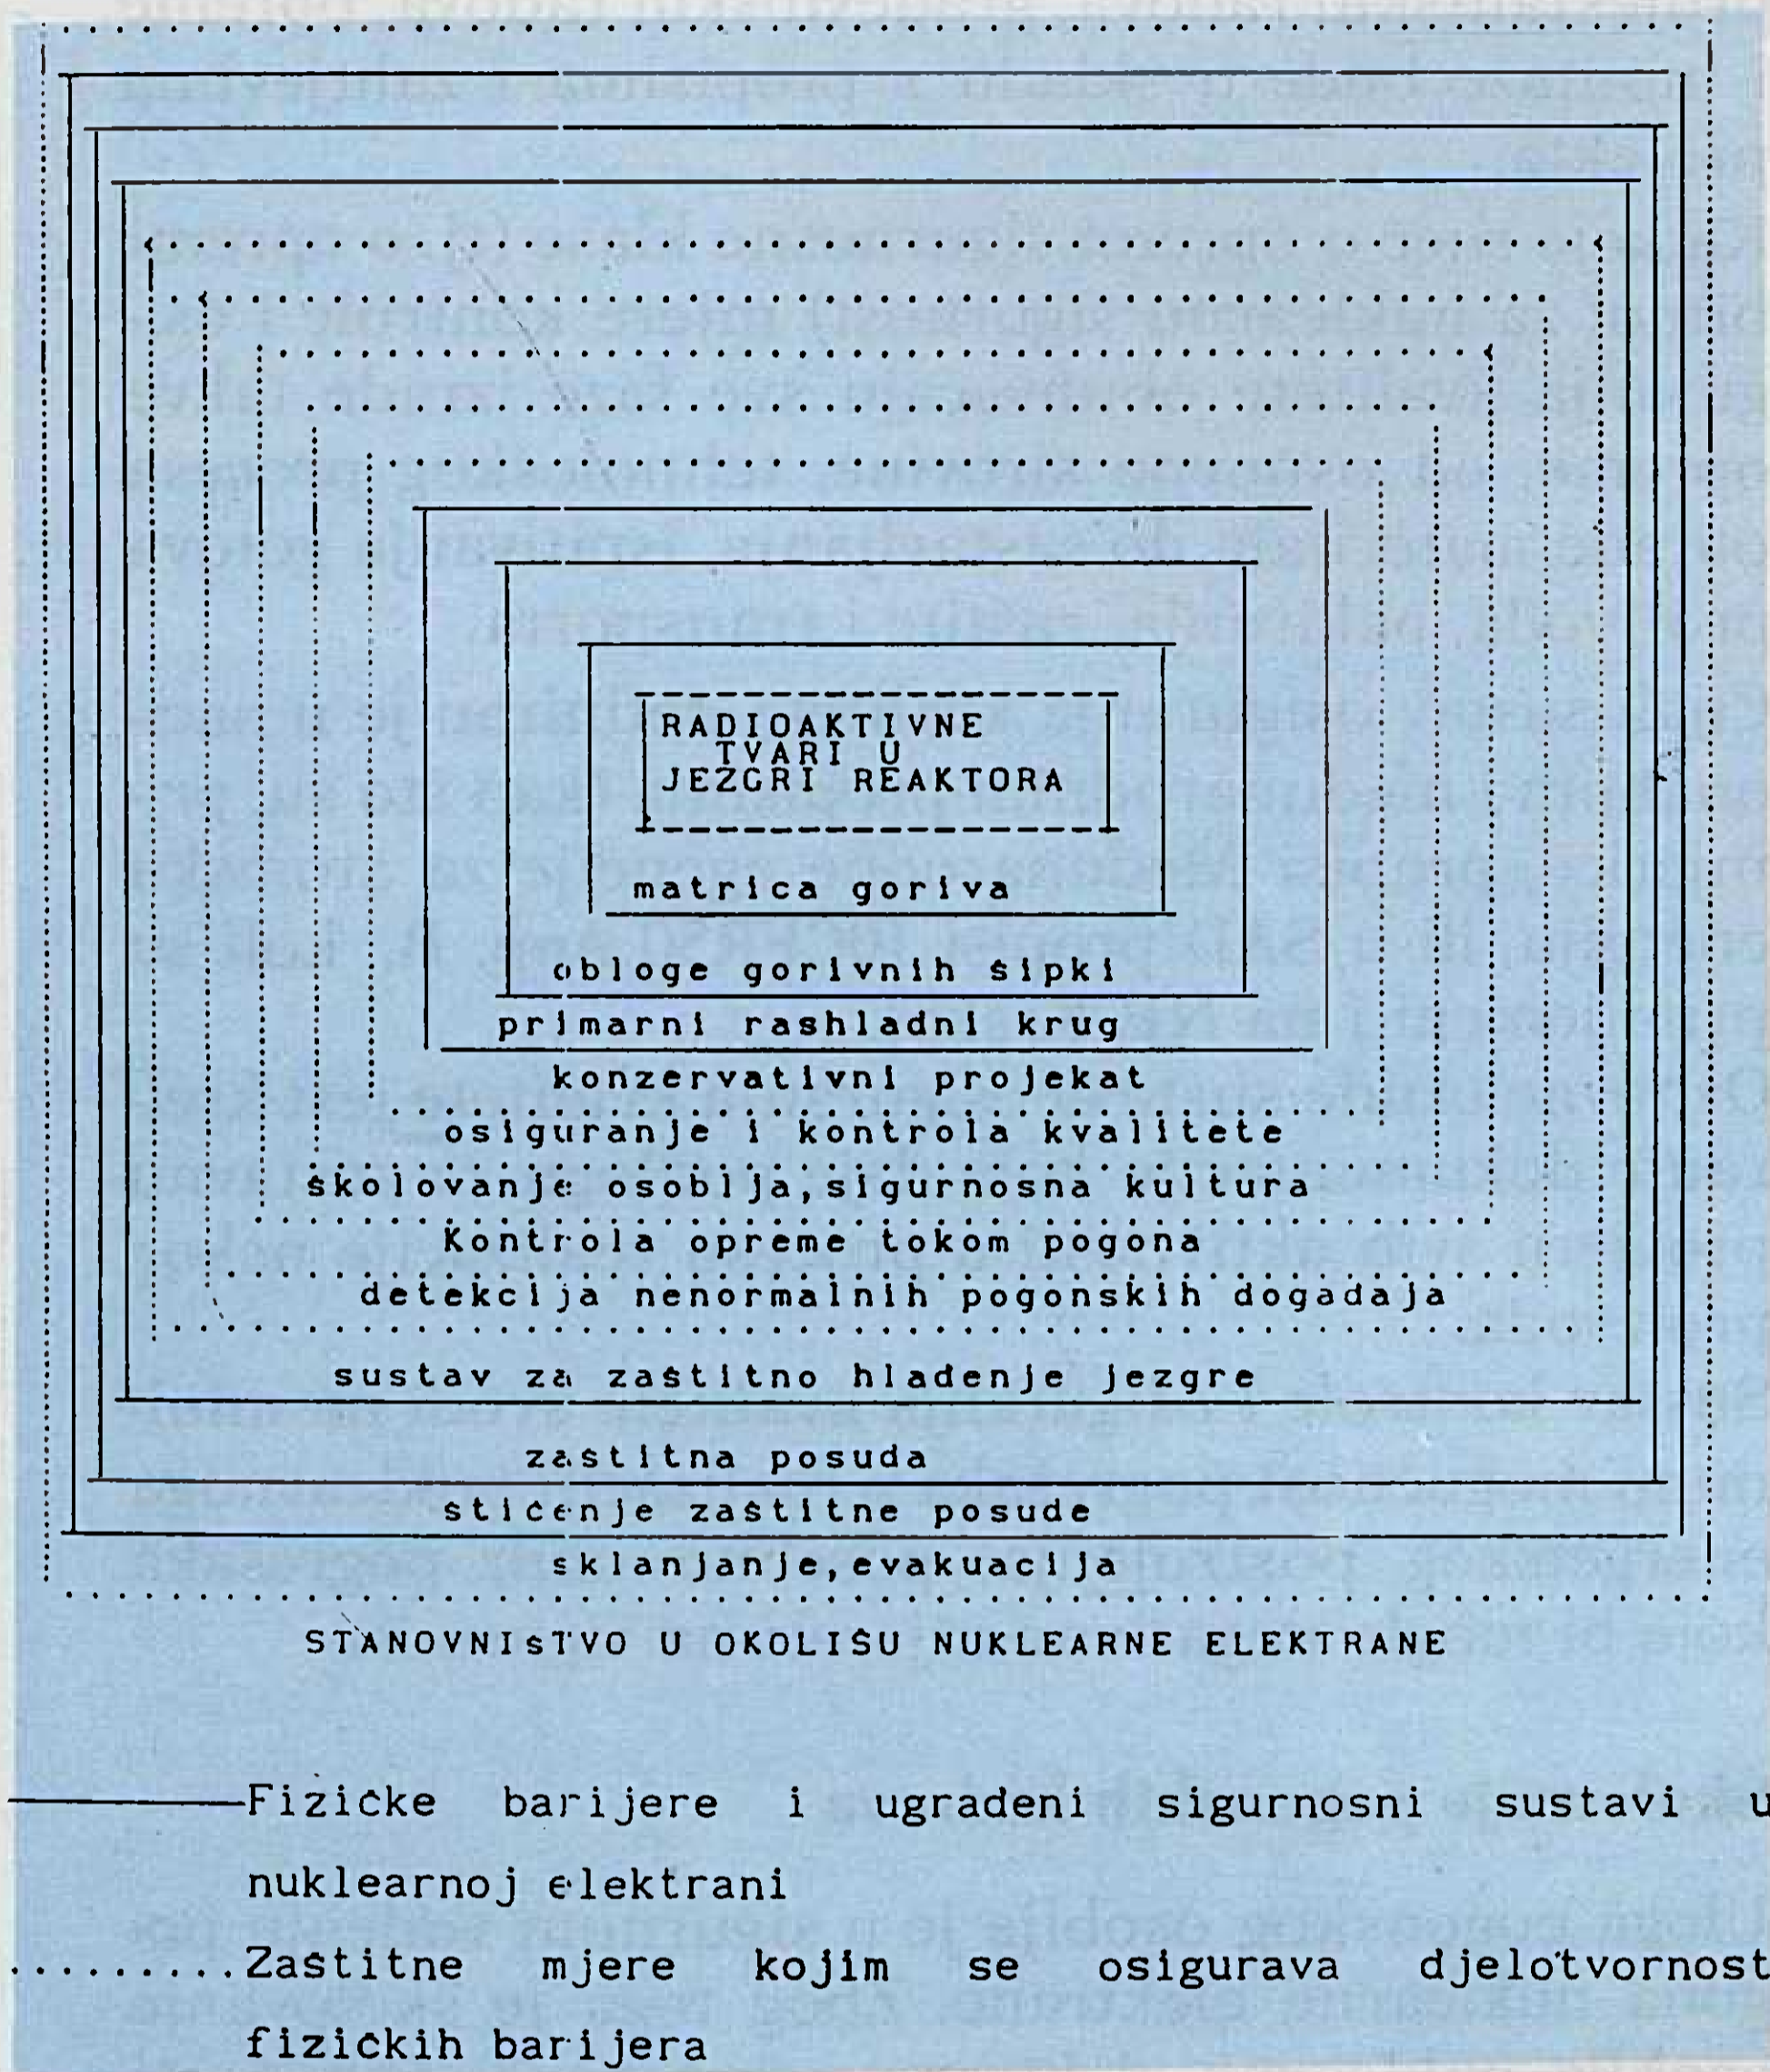 RADIOAKTIVNE
TVARI U
JEZGRI REAKTORA
matrica goriva
obloge gorivnih šipki
primarni rashladni krug
konzervativni projekat
osiguranje i kontrola kvalitete
školovanje osoblja, sigurnosna kultura
Kontrola opreme tokom pogona
detekcija nenormalnih pogonskih događaja
sustav za zaštitno hlađenje jezgre
zaštitna posuda
štićenje zaštitne posude
sklanjanje, evakuacija
STANOVNIŠTVO U OKOLIŠU NUKLEARNE ELEKTRANE
Fizičke barijere i ugrađeni sigurnosni sustavi u
nuklearnoj elektrani
Zaštitne mjere kojim se osigurava djelotvornost
fizičkih barijera